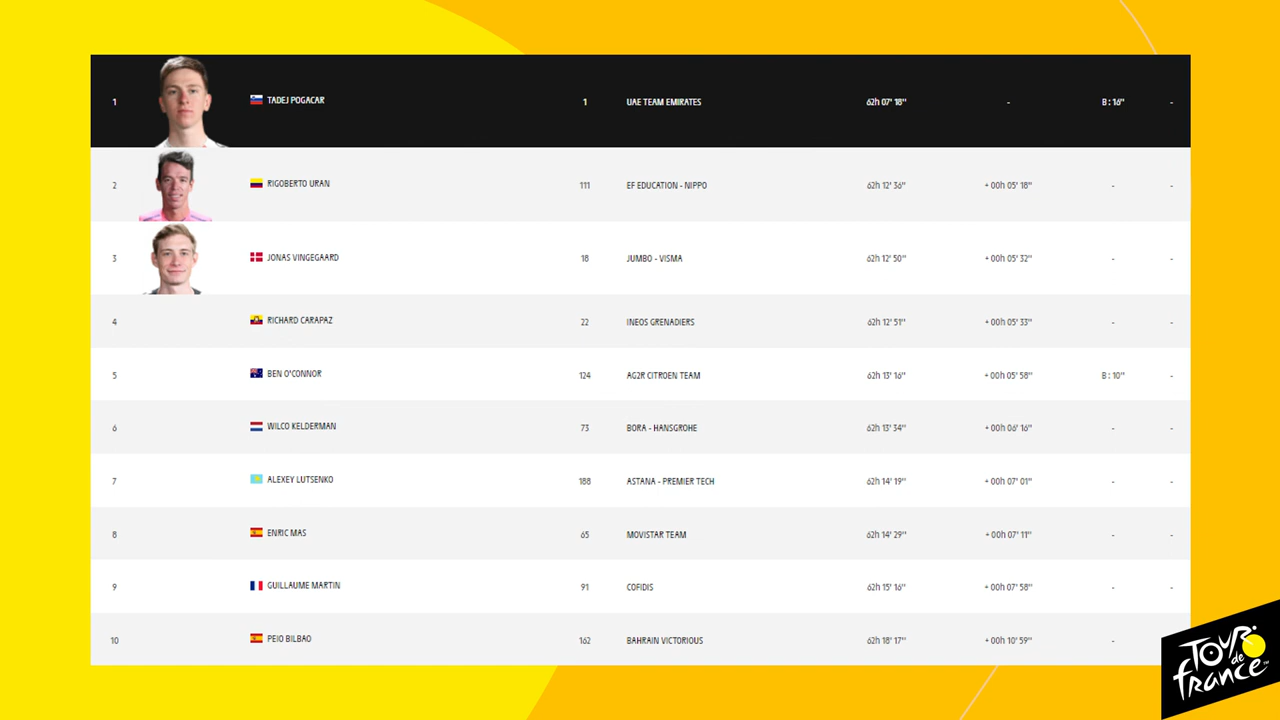 1 TADEJ POGACAR 1 UAE TEAM EMIRATES 62h 07' 18'' - B : 16'' -
2 RIGOBERTO URAN 111 EF EDUCATION - NIPPO 62h 12' 36'' + 00h 05' 18'' - -
3 JONAS VINGEGAARD 18 JUMBO - VISMA 62h 12' 50'' + 00h 05' 32'' - -
4 RICHARD CARAPAZ 22 INEOS GRENADIERS 62h 12' 51'' + 00h 05' 33'' - -
5 BEN O'CONNOR 124 AG2R CITROEN TEAM 62h 13' 16'' + 00h 05' 58'' B : 10'' -
6 WILCO KELDERMAN 73 BORA - HANSGROHE 62h 13' 34'' + 00h 06' 16'' - -
7 ALEXEY LUTSENKO 188 ASTANA - PREMIER TECH 62h 14' 19'' + 00h 07' 01'' - -
8 ENRIC MAS 65 MOVISTAR TEAM 62h 14' 29'' + 00h 07' 11'' - -
9 GUILLAUME MARTIN 91 COFIDIS 62h 15' 16'' + 00h 07' 58'' - -
10 PEIO BILBAO 162 BAHRAIN VICTORIOUS 62h 18' 17'' + 00h 10' 59'' -
TOUR
de
france